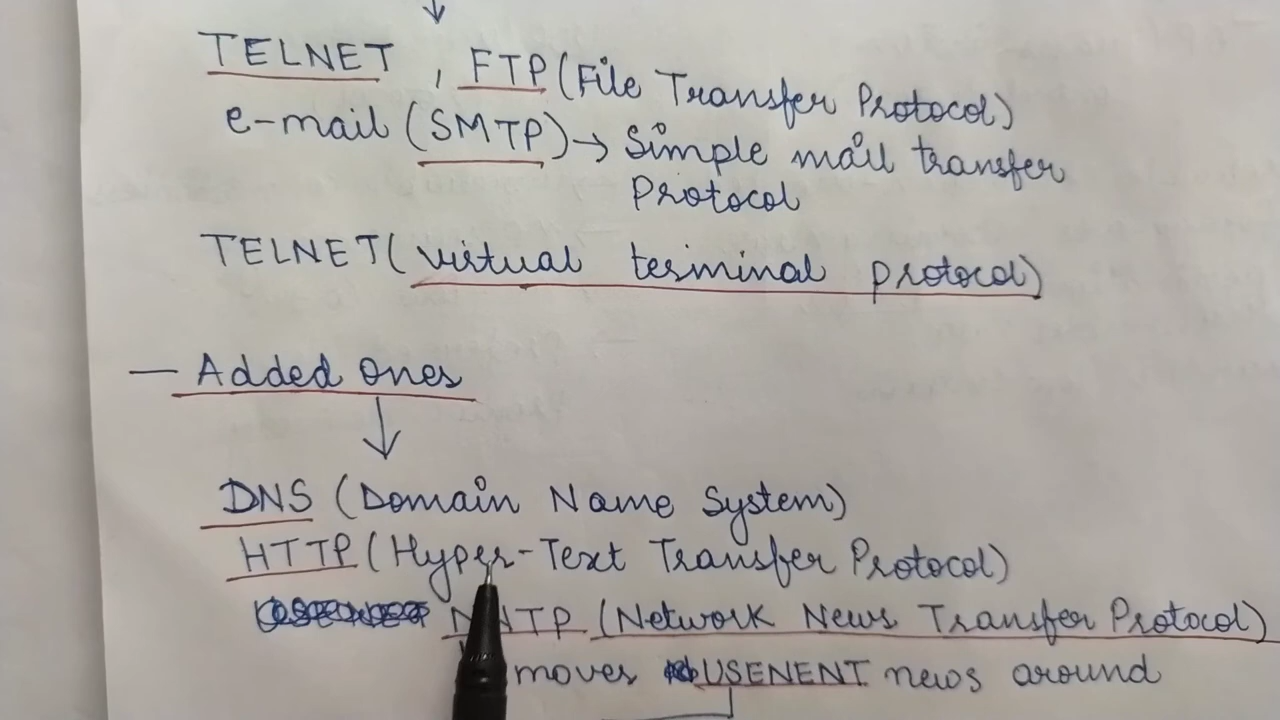 TELNET, FTP (File Transfer Protocol)
e-mail (SMTP) → Simple mail transfer
Protocol
TELNET (virtual terminal protocol)
— Added Ones
DNS (Domain Name System)
HTTP (Hyper-Text Transfer Protocol)
NNTP (Network News Transfer Protocol)
moves USENENT news around